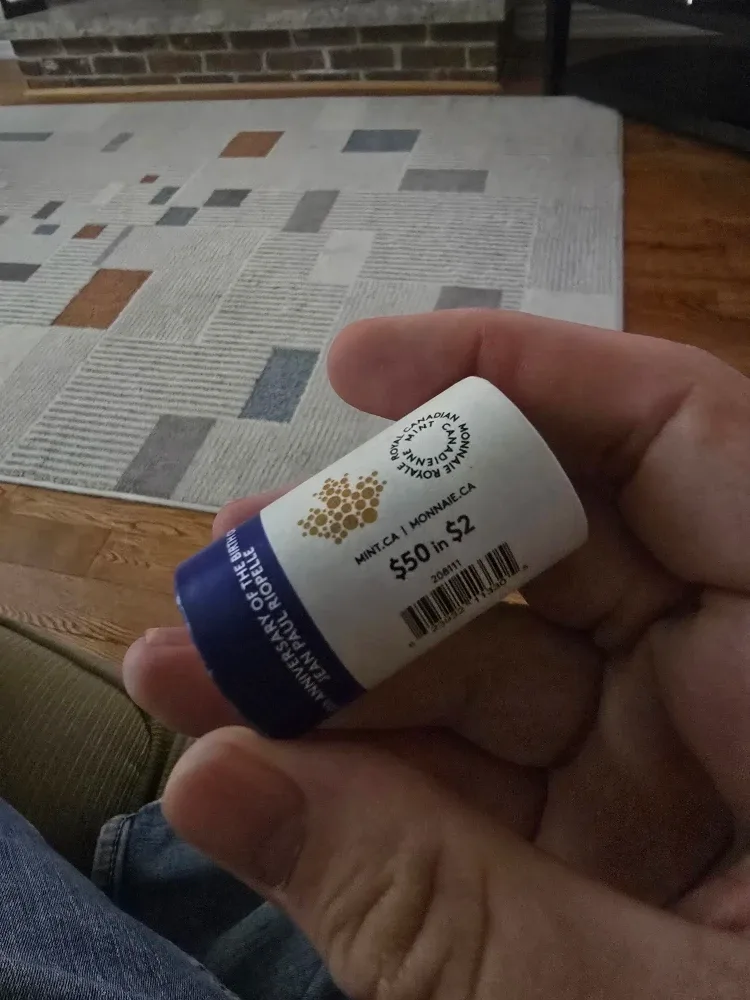 ROYAL CANADIAN MINT
MONNAIE ROYALE CANADIENNE
MINT.CA | MONNAIE.CA
$50 in $2
208111
ANNIVERSARY OF THE BIRTH
JEAN PAUL RIOPELLE